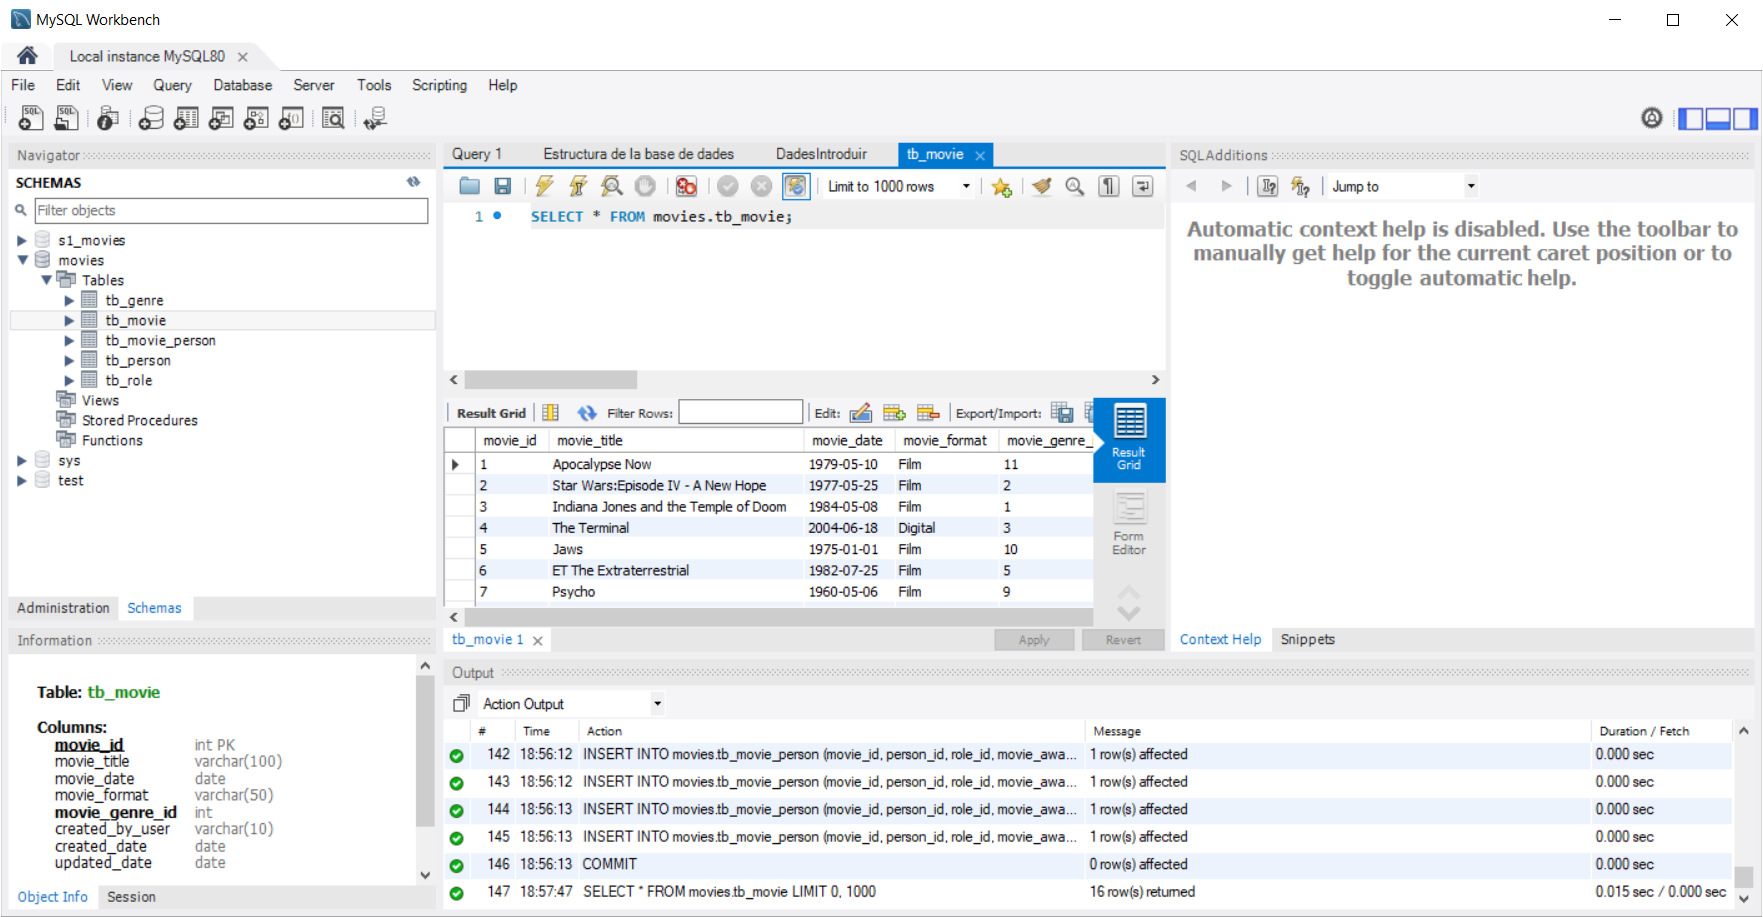 MySQL Workbench
Local instance MySQL80
File Edit View Query Database Server Tools Scripting Help
Navigator
SCHEMAS
Filter objects
s1_movies
movies
Tables
tb_genre
tb_movie
tb_movie_person
tb_person
tb_role
Views
Stored Procedures
Functions
sys
test
Administration Schemas
Information
Table: tb_movie
Columns:
movie_id int PK
movie_title varchar(100)
movie_date date
movie_format varchar(50)
movie_genre_id int
created_by_user varchar(10)
created_date date
updated_date date
Object Info Session
Query 1 Estructura de la base de dades DadesIntroduir tb_movie
Limit to 1000 rows
1 SELECT * FROM movies.tb_movie;
Result Grid Filter Rows: Edit: Export/Import:
movie_id movie_title movie_date movie_format movie_genre_
1 Apocalypse Now 1979-05-10 Film 11
2 Star Wars:Episode IV - A New Hope 1977-05-25 Film 2
3 Indiana Jones and the Temple of Doom 1984-05-08 Film 1
4 The Terminal 2004-06-18 Digital 3
5 Jaws 1975-01-01 Film 10
6 ET The Extraterrestrial 1982-07-25 Film 5
7 Psycho 1960-05-06 Film 9
Result
Grid
Form
Editor
tb_movie 1 Apply Revert
SQLAdditions
Jump to
Automatic context help is disabled. Use the toolbar to
manually get help for the current caret position or to
toggle automatic help.
Context Help Snippets
Output
Action Output
# Time Action Message Duration / Fetch
142 18:56:12 INSERT INTO movies.tb_movie_person (movie_id, person_id, role_id, movie_awa... 1 row(s) affected 0.000 sec
143 18:56:12 INSERT INTO movies.tb_movie_person (movie_id, person_id, role_id, movie_awa... 1 row(s) affected 0.000 sec
144 18:56:13 INSERT INTO movies.tb_movie_person (movie_id, person_id, role_id, movie_awa... 1 row(s) affected 0.000 sec
145 18:56:13 INSERT INTO movies.tb_movie_person (movie_id, person_id, role_id, movie_awa... 1 row(s) affected 0.000 sec
146 18:56:13 COMMIT 0 row(s) affected 0.000 sec
147 18:57:47 SELECT * FROM movies.tb_movie LIMIT 0, 1000 16 row(s) returned 0.015 sec / 0.000 sec